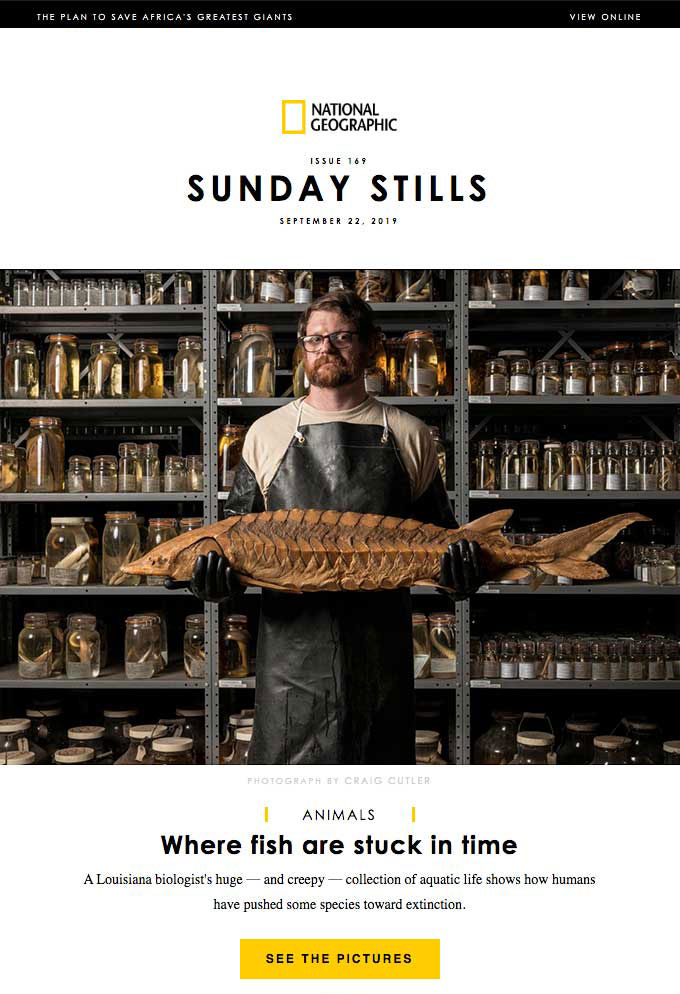 THE PLAN TO SAVE AFRICA'S GREATEST GIANTS
VIEW ONLINE
NATIONAL
GEOGRAPHIC
ISSUE 169
SUNDAY STILLS
SEPTEMBER 22, 2019
PHOTOGRAPH BY CRAIG CUTLER
ANIMALS
Where fish are stuck in time
A Louisiana biologist's huge — and creepy — collection of aquatic life shows how humans
have pushed some species toward extinction.
SEE THE PICTURES